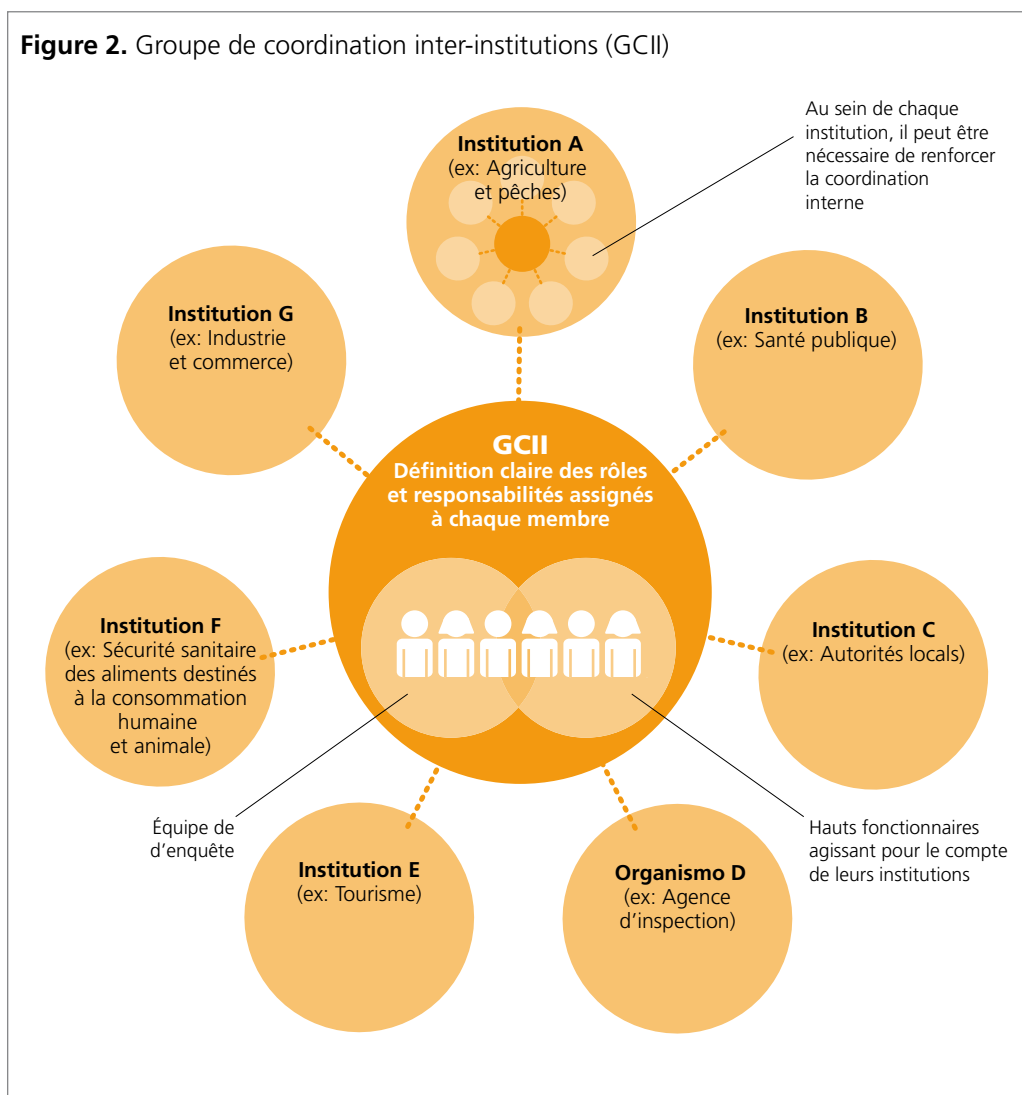 Figure 2. Groupe de coordination inter-institutions (GCII)
Au sein de chaque
institution, il peut être
nécessaire de renforcer
la coordination
interne
Institution A
(ex: Agriculture
et pêches)
Institution G
(ex: Industrie
et commerce)
Institution B
(ex: Santé publique)
GCII
Définition claire des rôles
et responsabilités assignés
à chaque membre
Institution F
(ex: Sécurité sanitaire
des aliments destinés
à la consommation
humaine
et animale)
Institution C
(ex: Autorités locals)
Équipe de
d’enquête
Hauts fonctionnaires
agissant pour le compte
de leurs institutions
Institution E
(ex: Tourisme)
Organismo D
(ex: Agence
d’inspection)